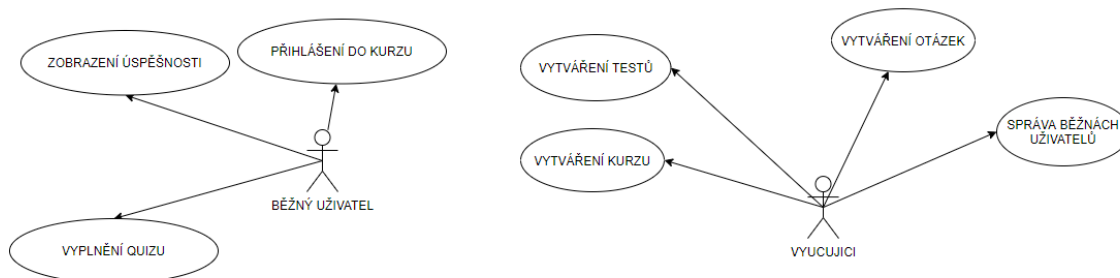 ZOBRAZENÍ ÚSPĚŠNOSTI
PŘIHLÁŠENÍ DO KURZU
BĚŽNÝ UŽIVATEL
VYPLNĚNÍ QUIZU
VYTVÁŘENÍ OTÁZEK
VYTVÁŘENÍ TESTŮ
SPRÁVA BĚŽNÁCH
UŽIVATELŮ
VYTVÁŘENÍ KURZU
VYUCUJICI